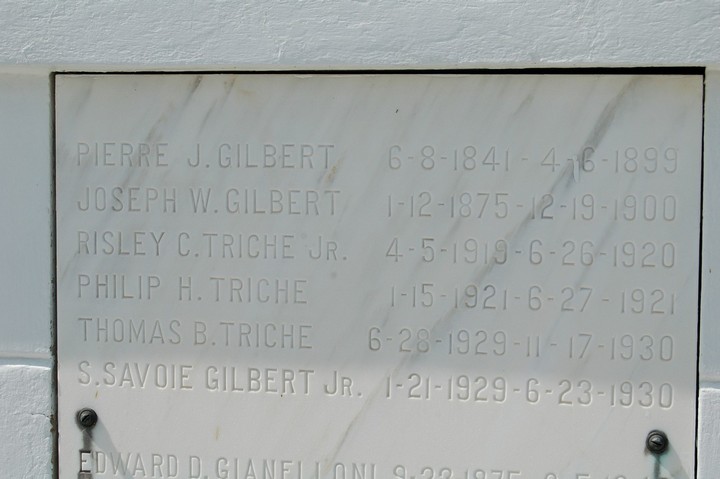 PIERRE J. GILBERT 6-8-1841 - 4-6-1899
JOSEPH W. GILBERT 1-12-1875-12-19-1900
RISLEY C. TRICHE JR. 4-5-1919-6-26-1920
PHILIP H. TRICHE 1-15-1921-6-27-1921
THOMAS B. TRICHE 6-28-1929-11-17-1930
S. SAVOIE GILBERT JR. 1-21-1929-6-23-1930
EDWARD D. GIANELLONI